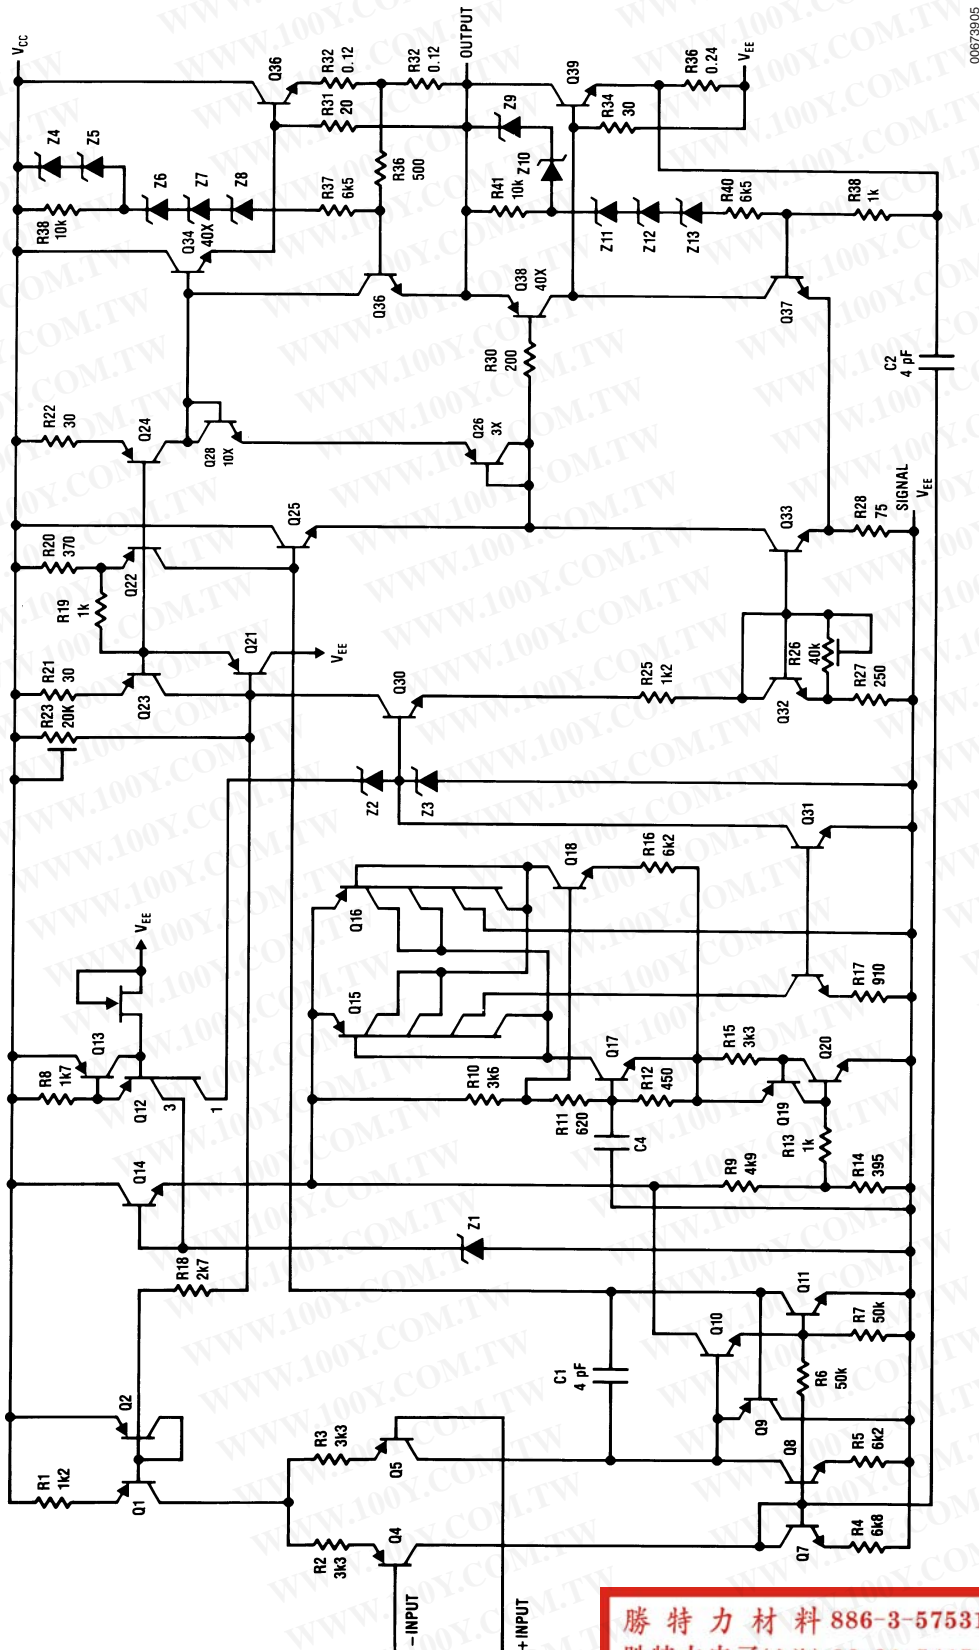 WWW.100Y.COM.TW
VCC
Z4
Z5
Z6
Z7
Z8
R38
10k
Q34
40X
Q36
R32
0.12
R31
20
R32
0.12
OUTPUT
R36
500
R37
6k5
Q36
Z9
Z10
R41
10k
Q38
40X
Z11
Z12
Z13
Q39
R34
30
R36
0.24
VEE
R40
6k5
R38
1k
Q37
C2
4 pF
R22
30
Q24
Q28
10X
Q26
3X
R30
200
Q25
Q33
R28
75
SIGNAL
VEE
R20
370
R19
1k
Q22
R21
30
R23
20K
Q23
Q21
VEE
Q30
R25
1k2
R26
40k
Q32
R27
250
Z2
Z3
Q31
Q18
R16
6k2
Q16
Q15
R17
910
VEE
Q13
R8
1k7
Q12
3
1
Q14
R10
3k6
R11
620
Q17
R12
450
R15
3k3
Q20
Q19
C4
R13
1k
R9
4k9
R14
395
Z1
R18
2k7
Q2
Q11
Q10
R7
50k
C1
4 pF
R6
50k
Q9
R1
1k2
Q1
R3
3k3
Q5
Q8
R5
6k2
R2
3k3
Q4
Q7
R4
6k8
−INPUT
+INPUT
00673905
勝 特 力 材 料 886-3-57531